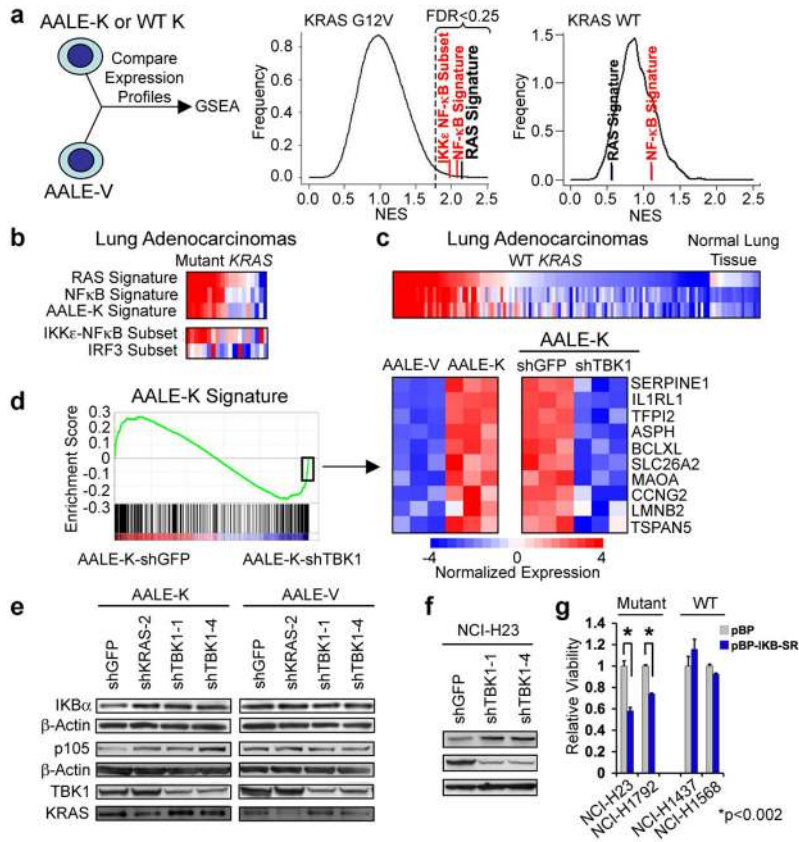 a
AALE-K or WT K
Compare
Expression
Profiles
GSEA
AALE-V
KRAS G12V
FDR<0.25
Frequency
0.8
0.6
0.4
0.2
0.0
IKKε NF-κB Subset
NF-κB Signature
RAS Signature
0.0 0.5 1.0 1.5 2.0 2.5
NES
KRAS WT
Freqency
1.5
1.0
0.5
0.0
RAS Signature
NF-κB Signature
0.0 0.5 1.0 1.5 2.0 2.5
NES
b
Lung Adenocarcinomas
Mutant KRAS
RAS Signature
NFκB Signature
AALE-K Signature
IKKε-NFκB Subset
IRF3 Subset
c
Lung Adenocarcinomas
WT KRAS
Normal Lung
Tissue
d
AALE-K Signature
Enrichment Score
0.3
0.2
0.1
0
-0.1
-0.2
-0.3
AALE-K-shGFP
AALE-K-shTBK1
AALE-K
AALE-V AALE-K shGFP shTBK1
SERPINE1
IL1RL1
TFPI2
ASPH
BCLXL
SLC26A2
MAOA
CCNG2
LMNB2
TSPAN5
-4 0 4
Normalized Expression
e
AALE-K AALE-V
shGFP shKRAS-2 shTBK1-1 shTBK1-4 shGFP shKRAS-2 shTBK1-1 shTBK1-4
IKBα
β-Actin
p105
β-Actin
TBK1
KRAS
f
NCI-H23
shGFP shTBK1-1 shTBK1-4
g
Mutant WT
pBP
pBP-IKB-SR
* *
Relative Viability
1.4
1.2
1
0.8
0.6
0.4
0.2
0
NCI-H23 NCI-H1792 NCI-H1437 NCI-H1568
*p<0.002